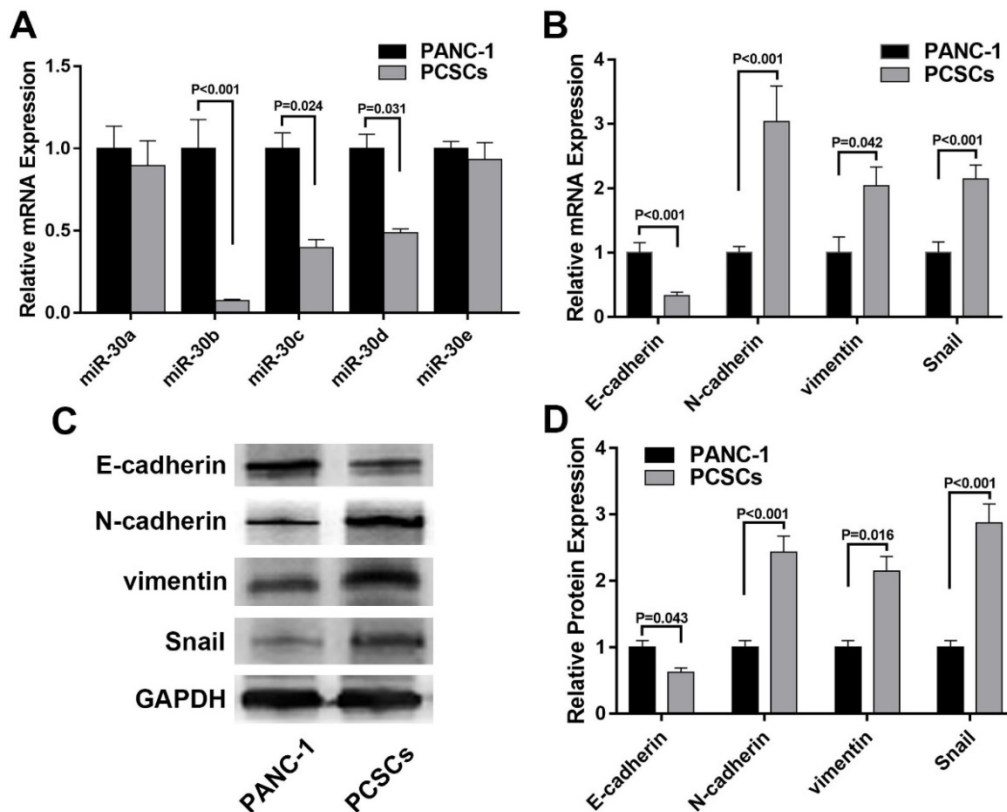 A
PANC-1
PCSCs
Relative mRNA Expression
1.5
1.0
0.5
0.0
P<0.001
P=0.024
P=0.031
miR-30a
miR-30b
miR-30c
miR-30d
miR-30e
B
PANC-1
PCSCs
Relative mRNA Expression
4
3
2
1
0
P<0.001
P<0.001
P=0.042
P<0.001
E-cadherin
N-cadherin
vimentin
Snail
C
E-cadherin
N-cadherin
vimentin
Snail
GAPDH
PANC-1
PCSCs
D
PANC-1
PCSCs
Relative Protein Expression
4
3
2
1
0
P=0.043
P<0.001
P=0.016
P<0.001
E-cadherin
N-cadherin
vimentin
Snail